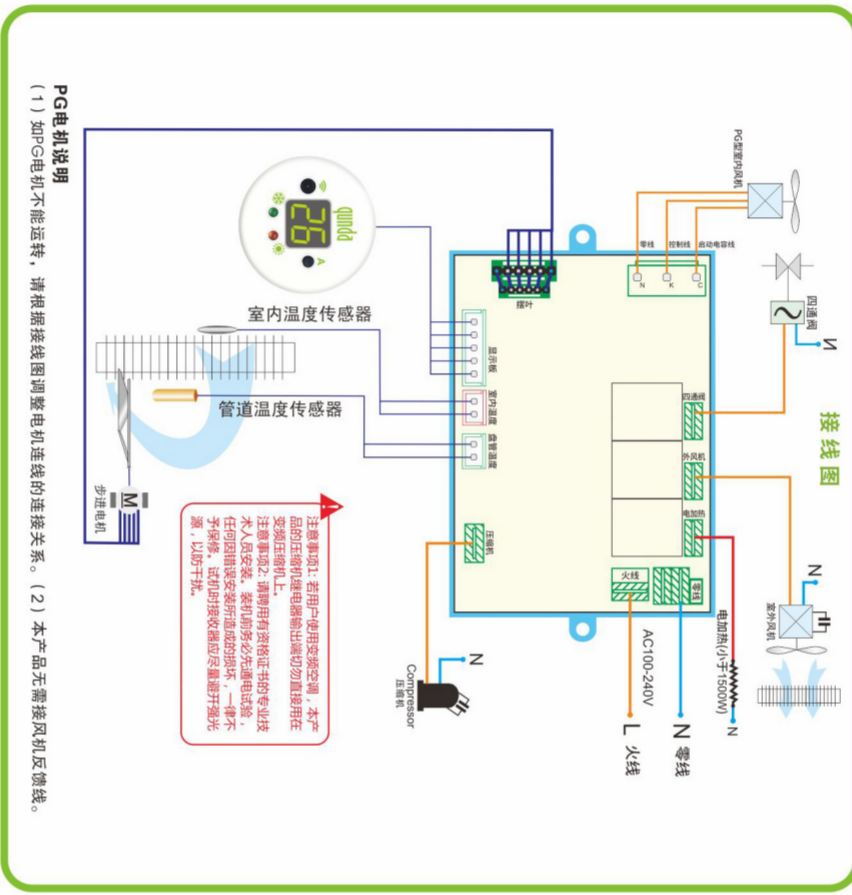 接线图
PG型室内风机
零线
控制线
启动电容线
N
K
C
四通阀
N
四通阀
外风机
电加热
N
室外风机
电加热(小于1500W)
N
零线
火线
AC100-240V
N 零线
L 火线
摆叶
显示板
室内温度
盘管温度
压缩机
N
Compressor
压缩机
qunda
26
A
室内温度传感器
管道温度传感器
M
步进电机
注意事项1: 若用户使用变频空调，本产
品的压缩机继电器输出端切勿直接用在
变频压缩机上。
注意事项2: 请聘用有资格证书的专业技
术人员安装。装机前务必先通电试验，
任何因错误安装所造成的损坏，一律不
予保修。试机时接收器应尽量避开强光
源，以防干扰。
PG电机说明
(1) 如PG电机不能运转，请根据接线图调整电机连线的连接关系。(2) 本产品无需接风机反馈线。